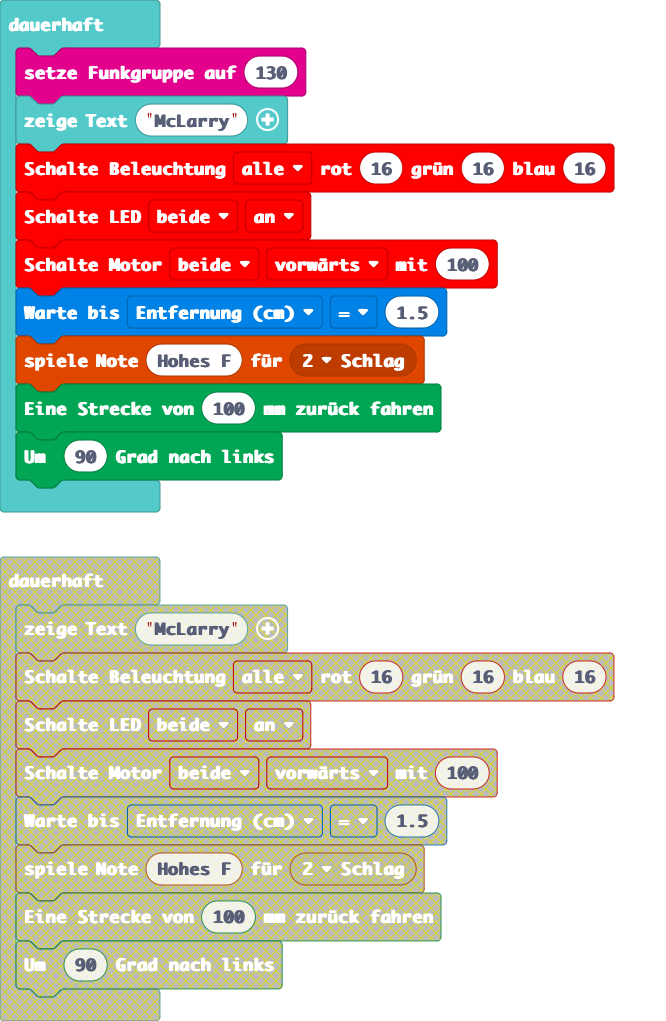 dauerhaft
setze Funkgruppe auf 130
zeige Text "McLarry"
Schalte Beleuchtung alle rot 16 grün 16 blau 16
Schalte LED beide an
Schalte Motor beide vorwärts mit 100
Warte bis Entfernung (cm) = 1.5
spiele Note Hohes F für 2 Schlag
Eine Strecke von 100 mm zurück fahren
Um 90 Grad nach links
dauerhaft
zeige Text "McLarry"
Schalte Beleuchtung alle rot 16 grün 16 blau 16
Schalte LED beide an
Schalte Motor beide vorwärts mit 100
Warte bis Entfernung (cm) = 1.5
spiele Note Hohes F für 2 Schlag
Eine Strecke von 100 mm zurück fahren
Um 90 Grad nach links